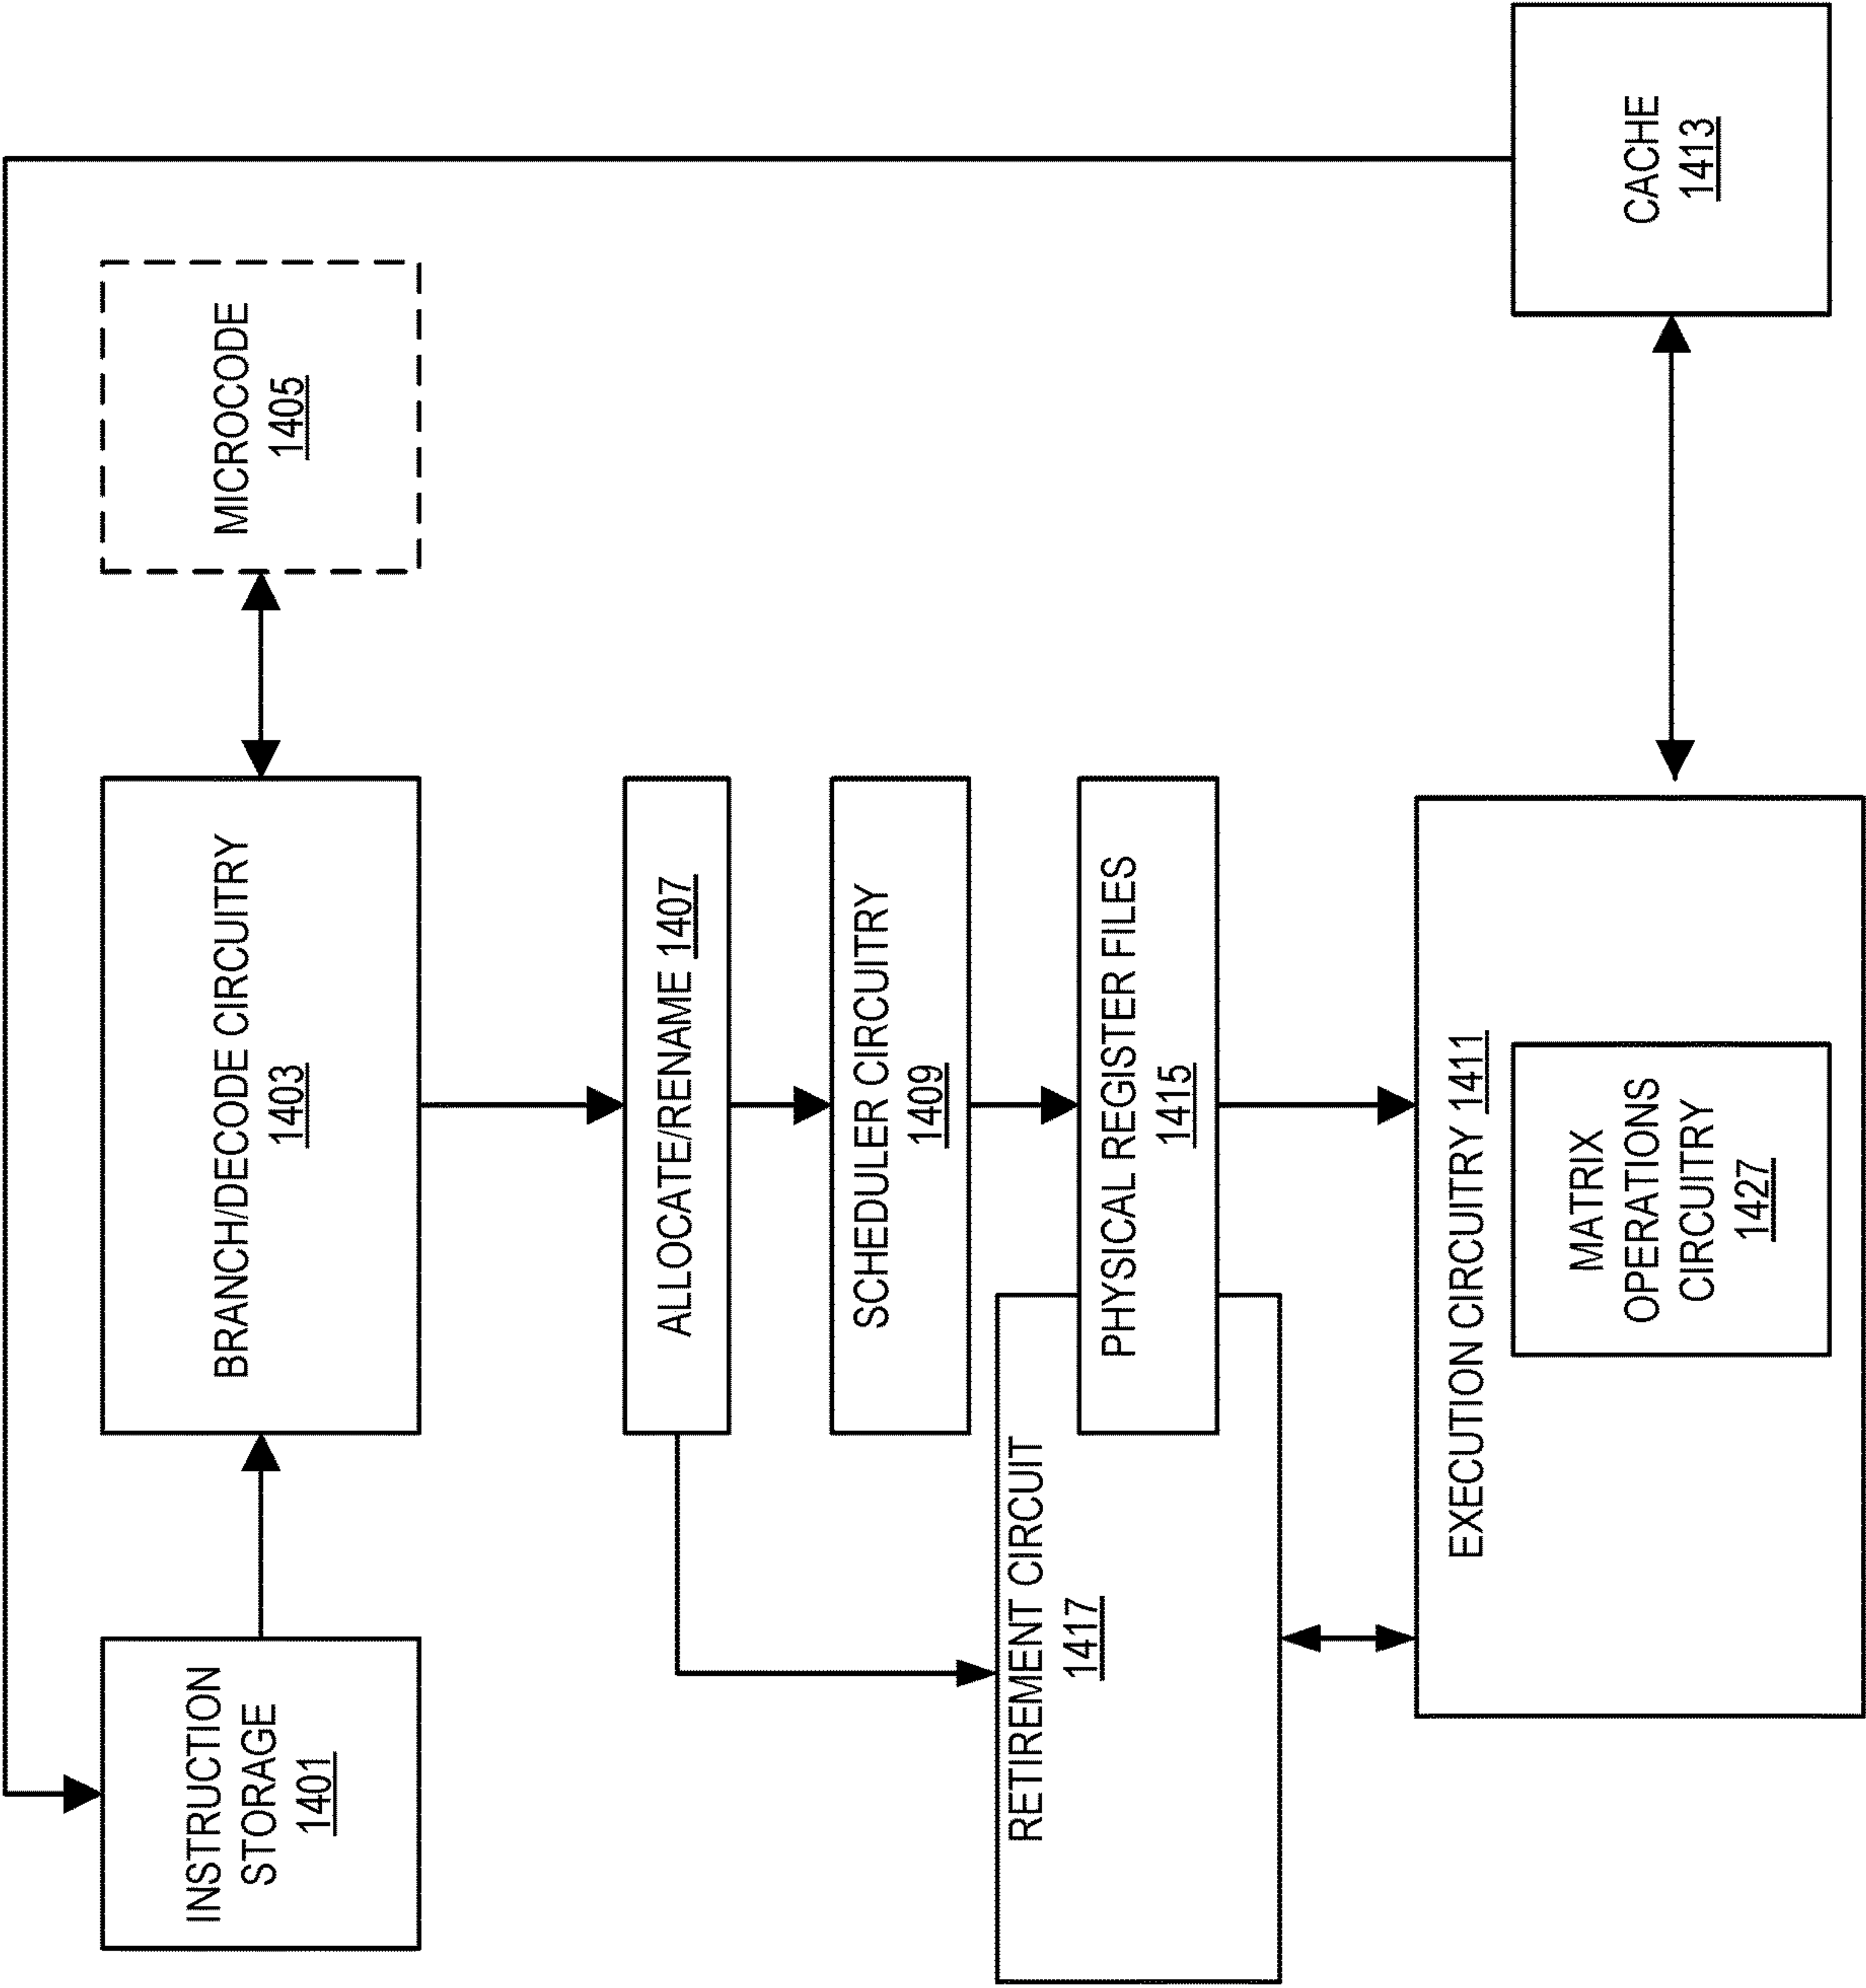 INSTRUCTION
STORAGE
1401
BRANCH/DECODE CIRCUITRY
1403
MICROCODE
1405
ALLOCATE/RENAME 1407
SCHEDULER CIRCUITRY
1409
RETIREMENT CIRCUIT
1417
PHYSICAL REGISTER FILES
1415
EXECUTION CIRCUITRY 1411
MATRIX
OPERATIONS
CIRCUITRY
1427
CACHE
1413